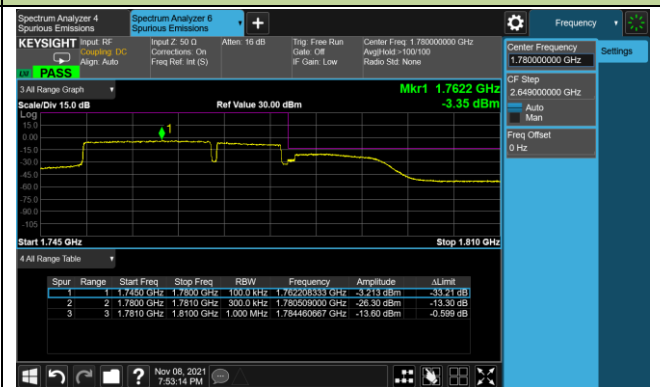 Spectrum Analyzer 4
Spurious Emissions
Spectrum Analyzer 6
Spurious Emissions
Frequency
KEYSIGHT
Input: RF
Coupling: DC
Align: Auto
Input Z: 50 Ω
Corrections: On
Freq Ref: Int (S)
Atten: 16 dB
Trig: Free Run
Gate: Off
IF Gain: Low
Center Freq: 1.780000000 GHz
Avg|Hold:>100/100
Radio Std: None
PASS
Center Frequency
1.780000000 GHz
Settings
CF Step
2.649000000 GHz
Auto
Man
Freq Offset
0 Hz
3 All Range Graph
Mkr1 1.7622 GHz
Scale/Div 15.0 dB
Ref Value 30.00 dBm
-3.35 dBm
Log
15.0
0.00
-15.0
-30.0
-45.0
-60.0
-75.0
-90.0
-105
1
Start 1.745 GHz
Stop 1.810 GHz
4 All Range Table
Spur Range Start Freq Stop Freq RBW Frequency Amplitude ΔLimit
1 1 1.7450 GHz 1.7800 GHz 100.0 kHz 1.762208333 GHz -3.213 dBm -33.21 dB
2 2 1.7800 GHz 1.7810 GHz 300.0 kHz 1.780509000 GHz -26.30 dBm -13.30 dB
3 3 1.7810 GHz 1.8100 GHz 1.000 MHz 1.784460667 GHz -13.60 dBm -0.599 dB
?
Nov 08, 2021
7:53:14 PM